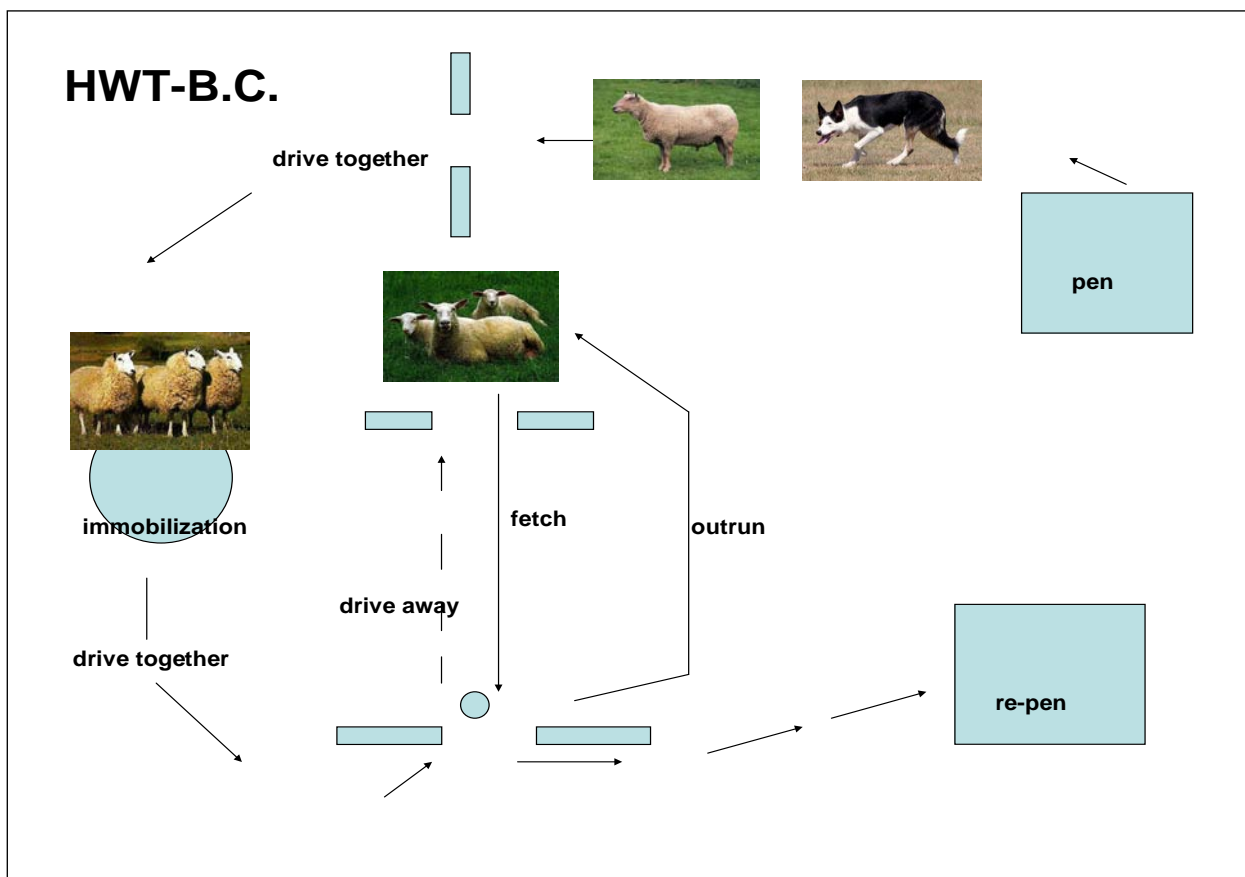 HWT-B.C.
drive together
pen
immobilization
fetch
outrun
drive away
drive together
re-pen